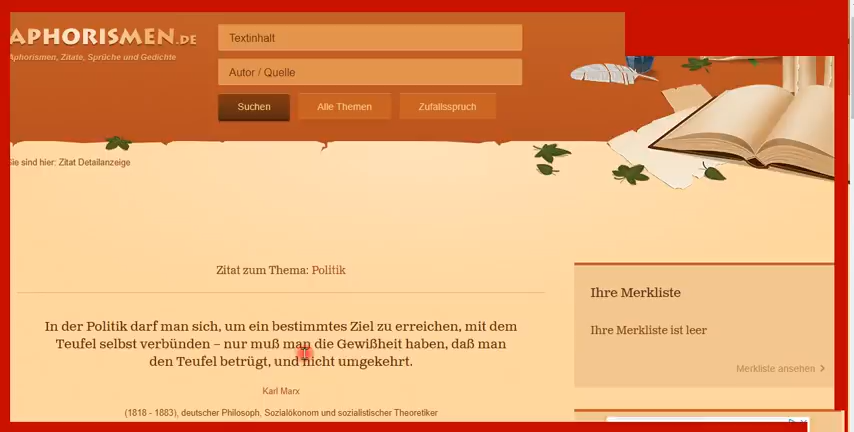 APHORISMEN.DE
Aphorismen, Zitate, Sprüche und Gedichte
Textinhalt
Autor / Quelle
Suchen
Alle Themen
Zufallsspruch
Sie sind hier: Zitat Detailanzeige
Zitat zum Thema: Politik
In der Politik darf man sich, um ein bestimmtes Ziel zu erreichen, mit dem
Teufel selbst verbünden – nur muß man die Gewißheit haben, daß man
den Teufel betrügt, und nicht umgekehrt.
Karl Marx
(1818 - 1883), deutscher Philosoph, Sozialökonom und sozialistischer Theoretiker
Ihre Merkliste
Ihre Merkliste ist leer
Merkliste ansehen